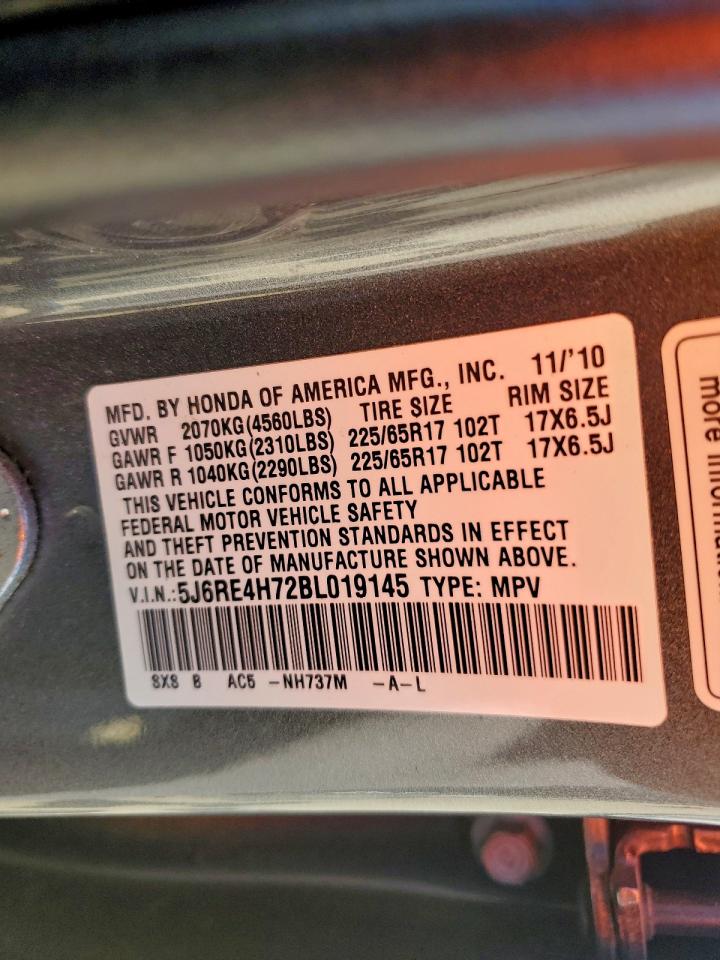 MFD. BY HONDA OF AMERICA MFG., INC. 11/'10
GVWR 2070KG(4560LBS) TIRE SIZE RIM SIZE
GAWR F 1050KG(2310LBS) 225/65R17 102T 17X6.5J
GAWR R 1040KG(2290LBS) 225/65R17 102T 17X6.5J
THIS VEHICLE CONFORMS TO ALL APPLICABLE
FEDERAL MOTOR VEHICLE SAFETY
AND THEFT PREVENTION STANDARDS IN EFFECT
ON THE DATE OF MANUFACTURE SHOWN ABOVE.
V.I.N.:5J6RE4H72BL019145 TYPE: MPV
SXS B AC5 -NH737M -A-L
more